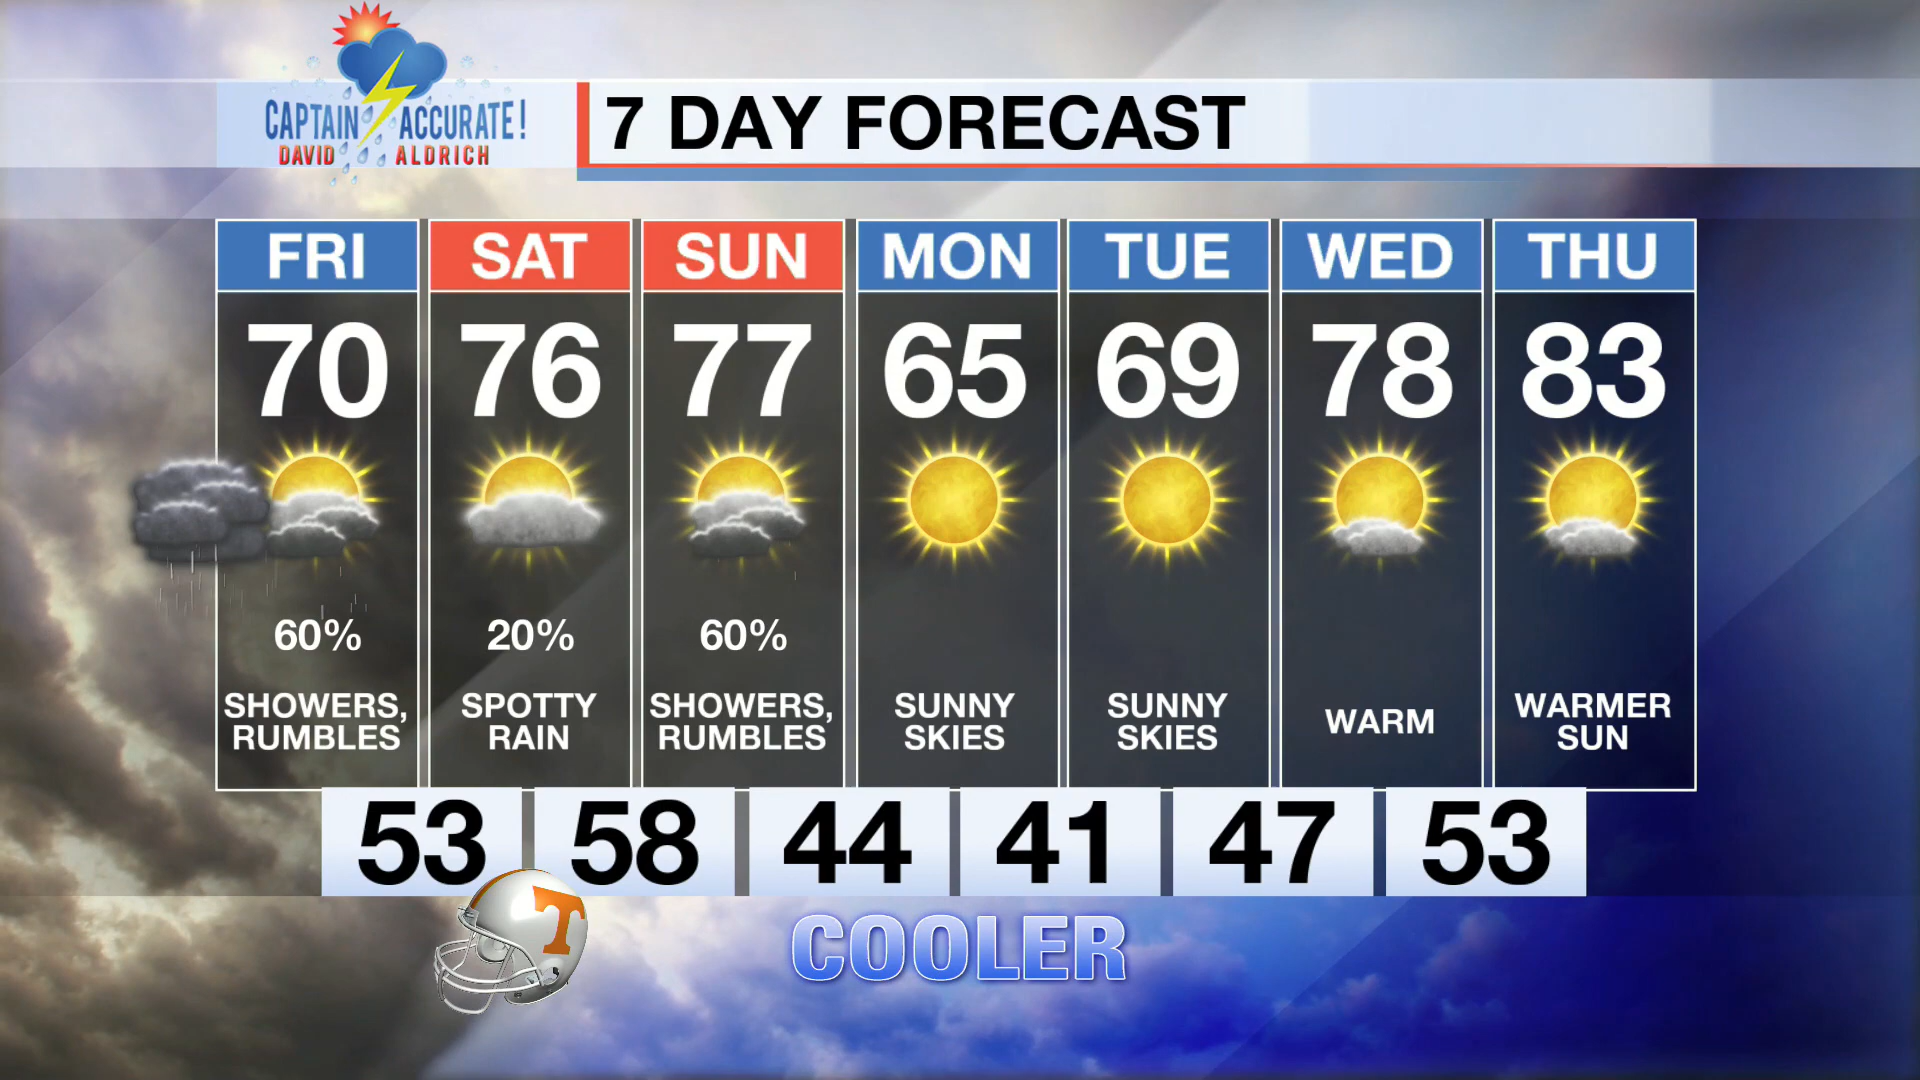 CAPTAIN ACCURATE!
DAVID ALDRICH
7 DAY FORECAST
FRI SAT SUN MON TUE WED THU
70 76 77 65 69 78 83
60% 20% 60%
SHOWERS, SPOTTY SHOWERS, SUNNY SUNNY WARM WARMER
RUMBLES RAIN RUMBLES SKIES SKIES SUN
53 58 44 41 47 53
T
COOLER